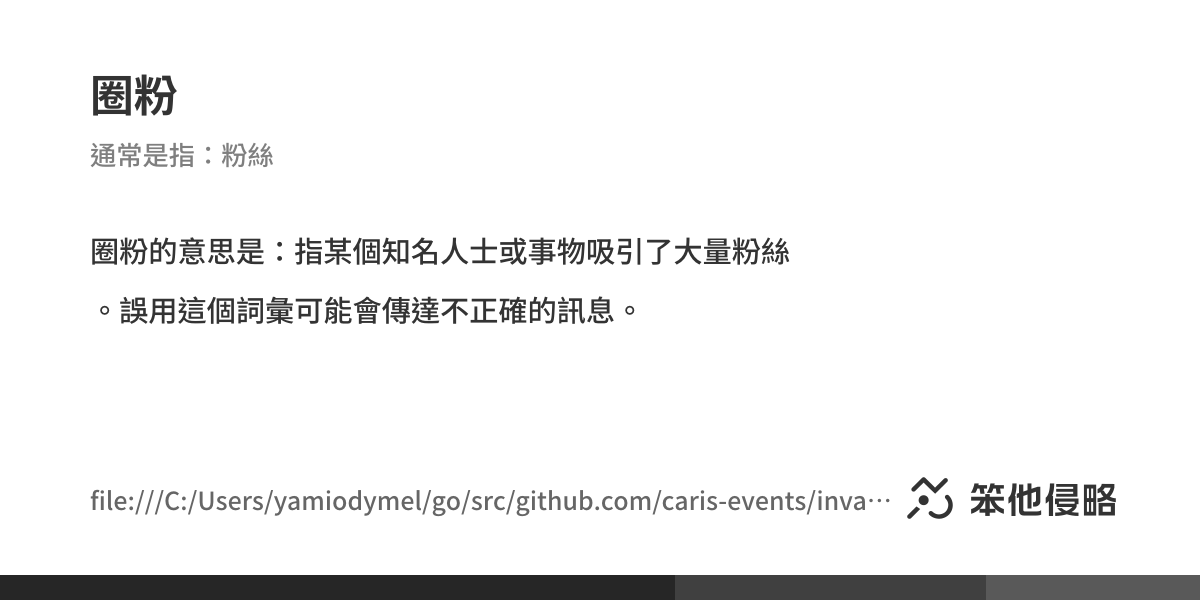 圈粉
通常是指：粉絲
圈粉的意思是：指某個知名人士或事物吸引了大量粉絲
。誤用這個詞彙可能會傳達不正確的訊息。
file:///C:/Users/yamiodymel/go/src/github.com/caris-events/inva⋯
笨他侵略